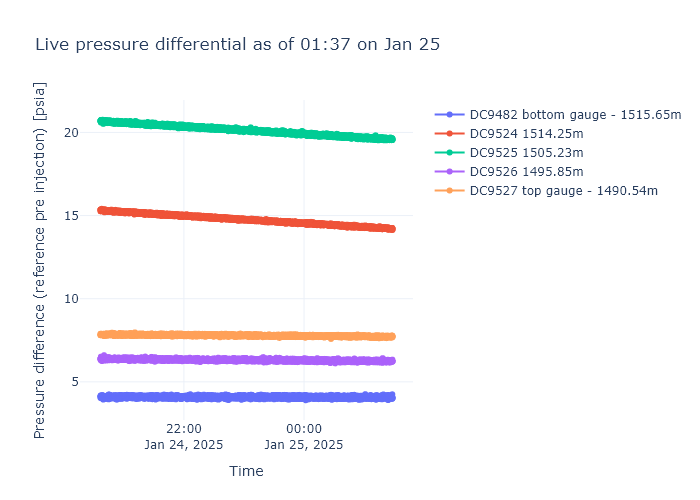 Live pressure differential as of 01:37 on Jan 25
Pressure difference (reference pre injection) [psia]
20
15
10
5
22:00
Jan 24, 2025
00:00
Jan 25, 2025
Time
DC9482 bottom gauge - 1515.65m
DC9524 1514.25m
DC9525 1505.23m
DC9526 1495.85m
DC9527 top gauge - 1490.54m